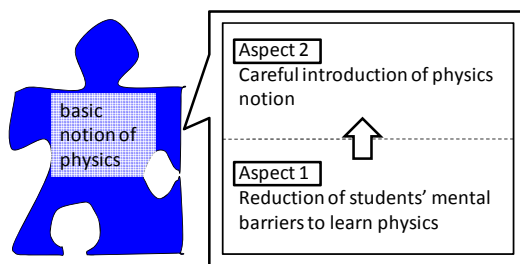 basic
notion of
physics
Aspect 2
Careful introduction of physics
notion
Aspect 1
Reduction of students’ mental
barriers to learn physics